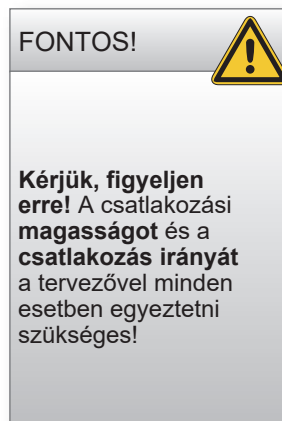 FONTOS!
Kérjük, figyeljen
erre! A csatlakozási
magasságot és a
csatlakozás irányát
a tervezővel minden
esetben egyeztetni
szükséges!